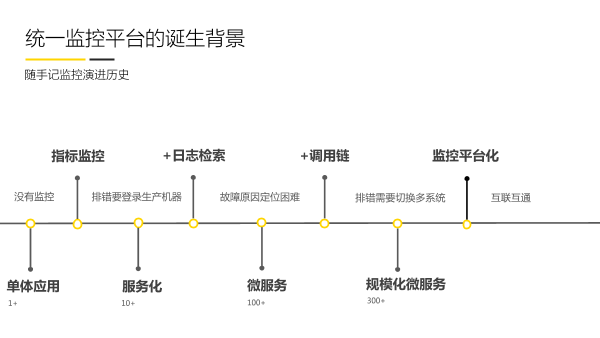 统一监控平台的诞生背景
随手记监控演进历史
指标监控
+日志检索
+调用链
监控平台化
没有监控
排错要登录生产机器
故障原因定位困难
排错需要切换多系统
互联互通
单体应用
服务化
微服务
规模化微服务
1+
10+
100+
300+